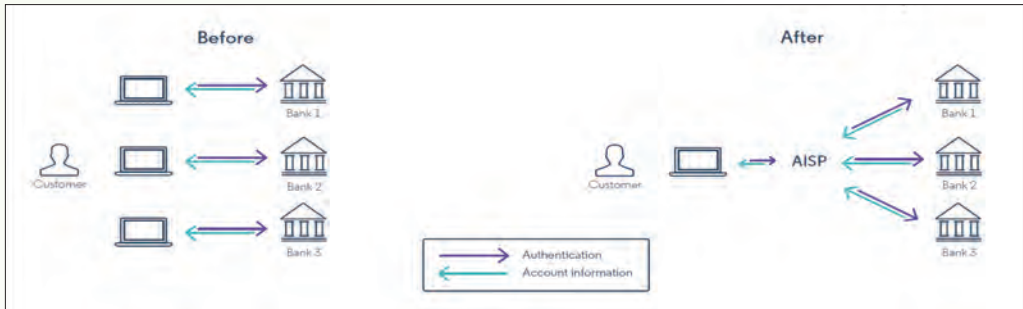 Before
Bank 1
Customer
Bank 2
Bank 3
After
Bank 1
Customer
AISP
Bank 2
Bank 3
Authentication
Account information